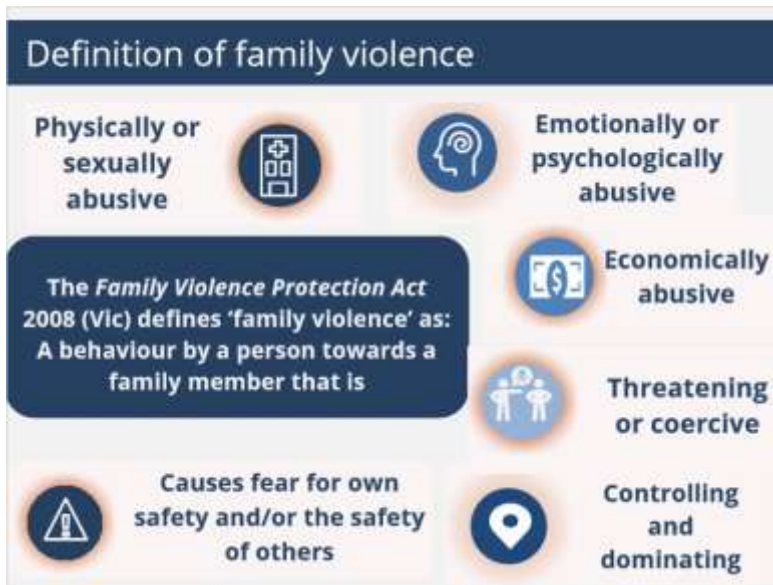 Definition of family violence
Physically or
sexually
abusive
Emotionally or
psychologically
abusive
The Family Violence Protection Act
2008 (Vic) defines ‘family violence’ as:
A behaviour by a person towards a
family member that is
Economically
abusive
Threatening
or coercive
Causes fear for own
safety and/or the safety
of others
Controlling
and
dominating